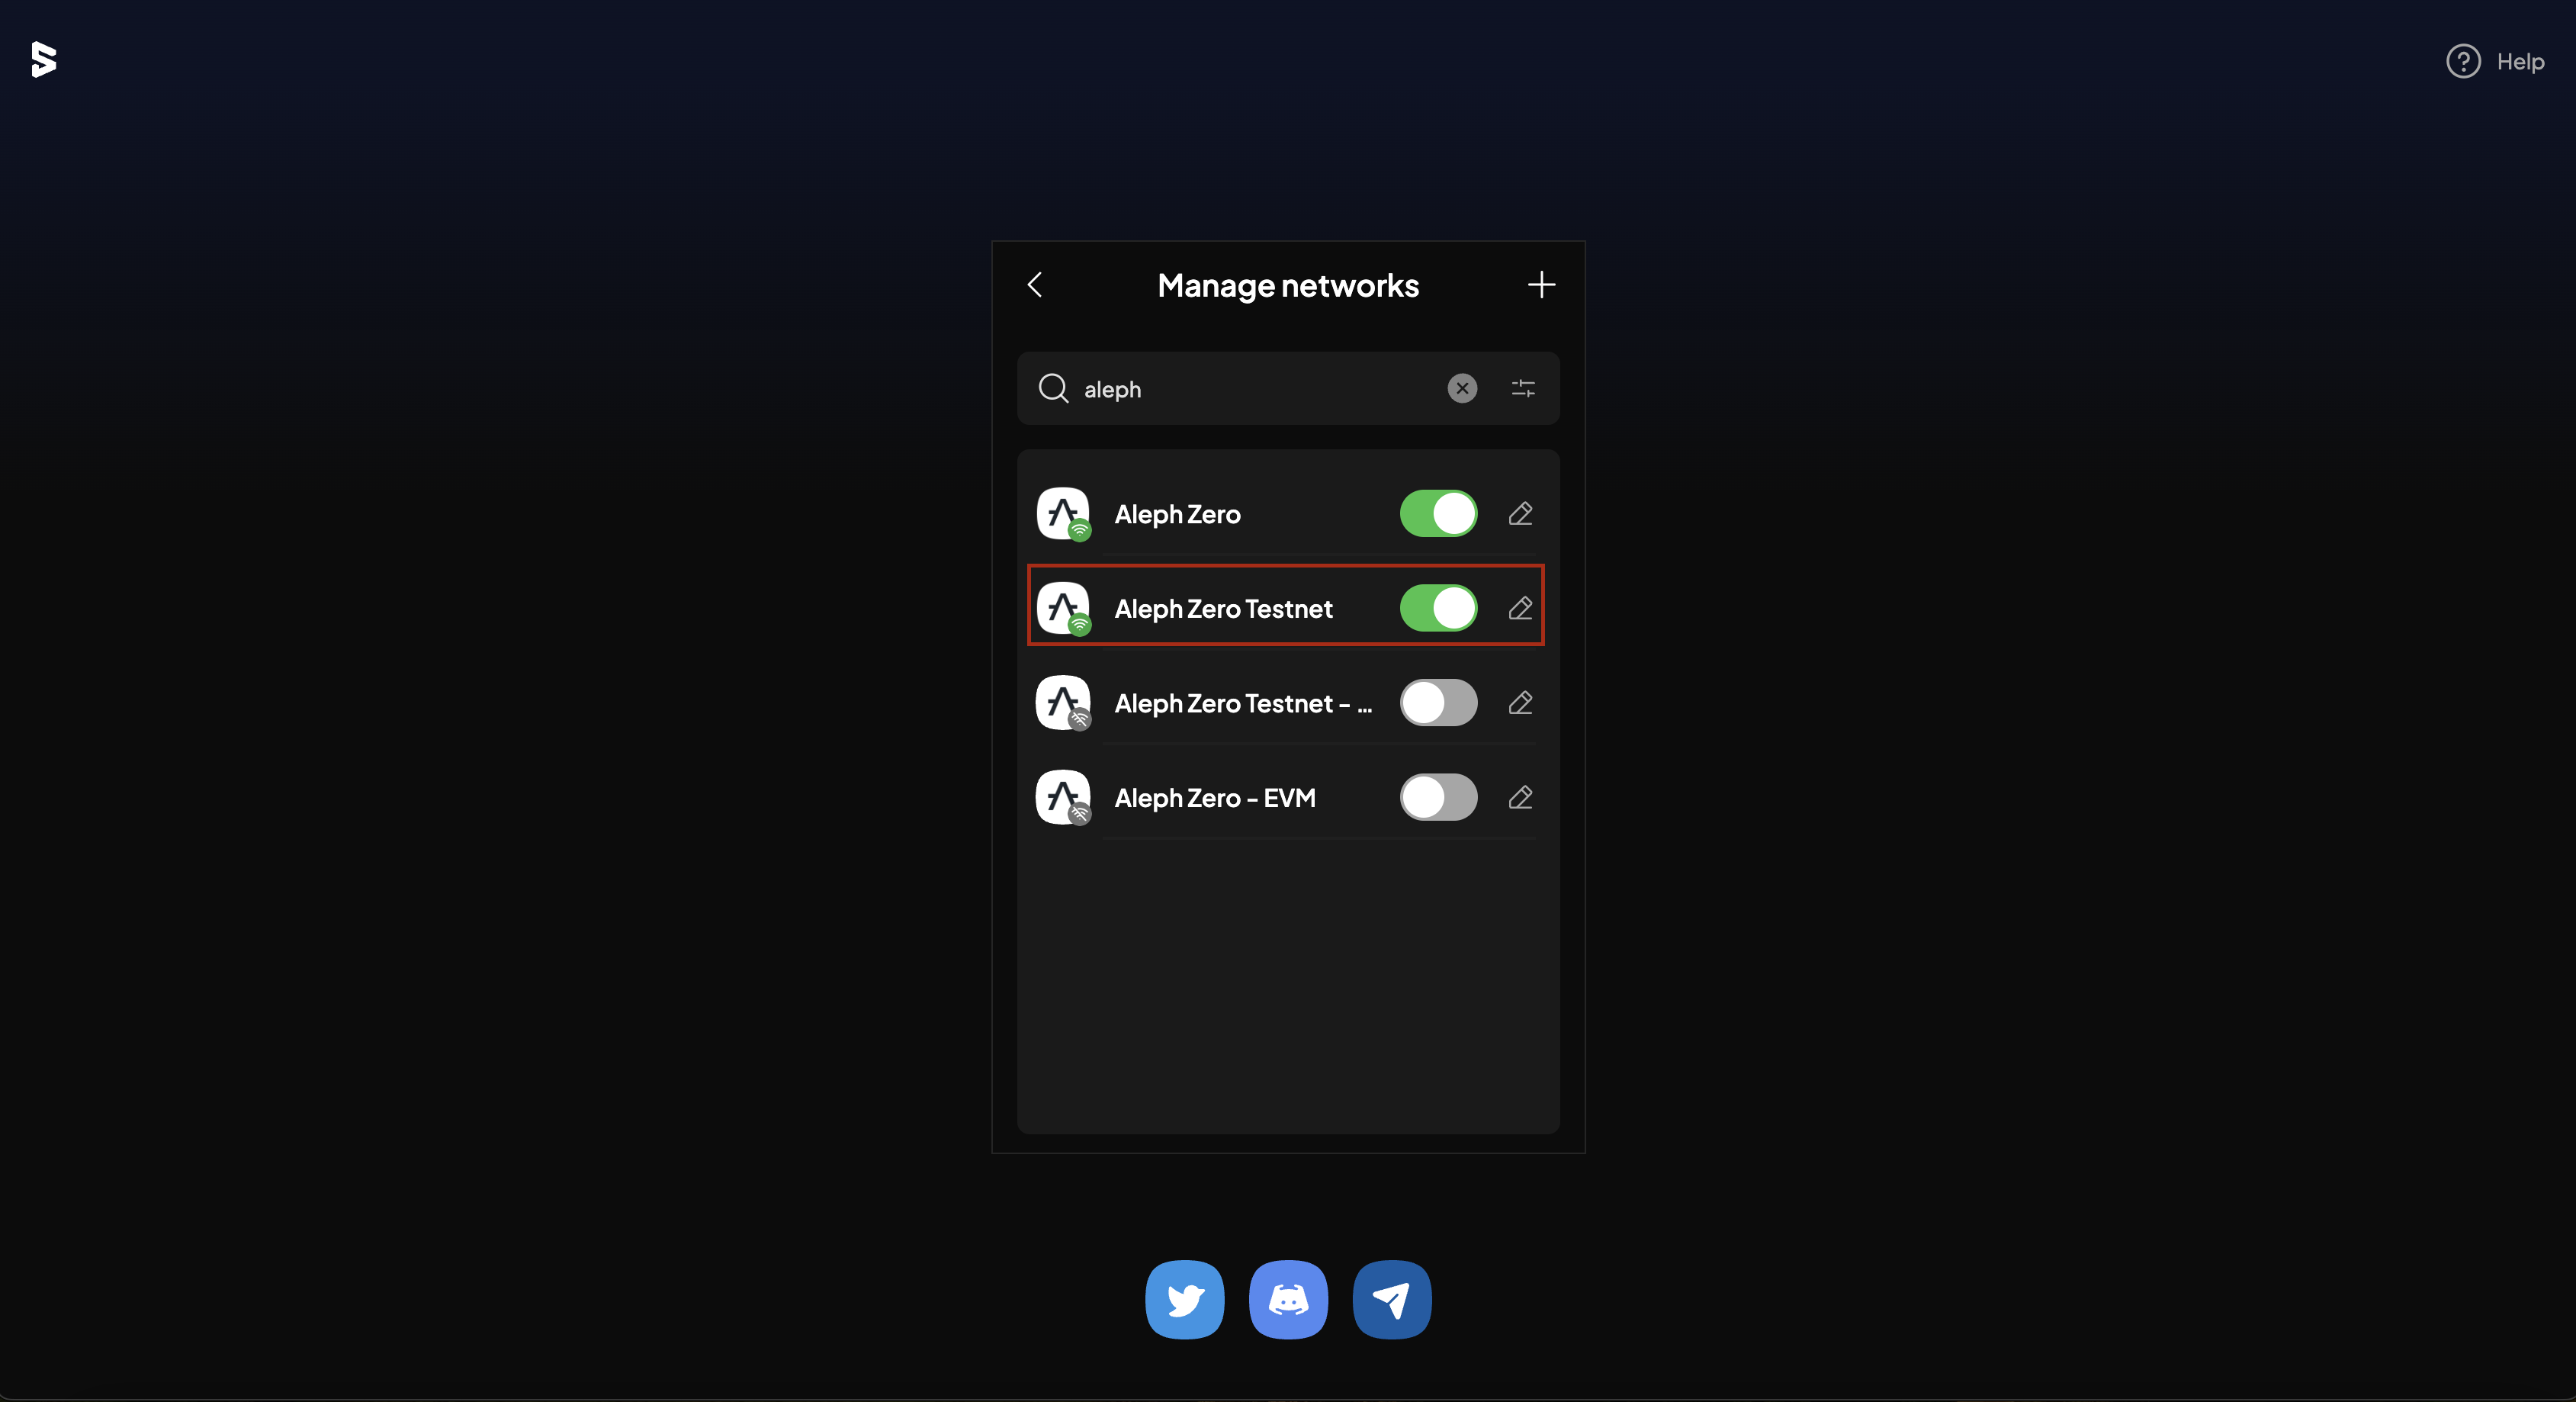 Help
Manage networks
aleph
Aleph Zero
Aleph Zero Testnet
Aleph Zero Testnet - ...
Aleph Zero - EVM